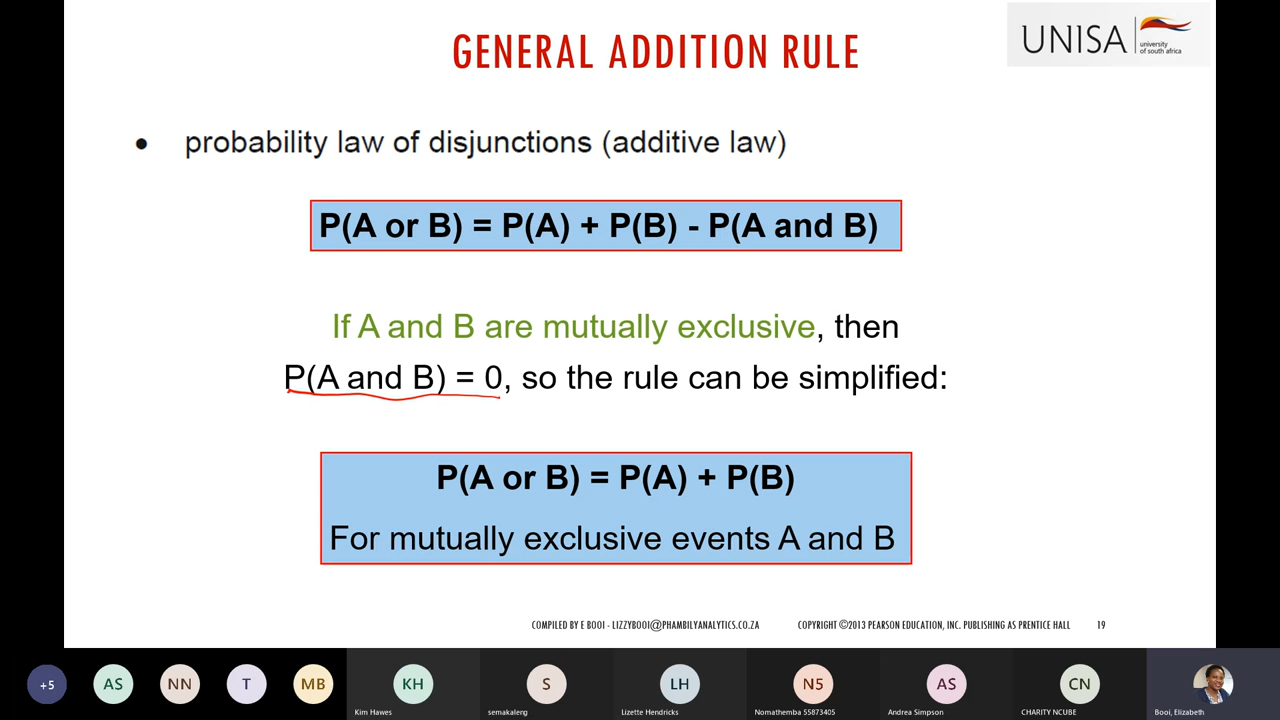 GENERAL ADDITION RULE
UNISA
university
of south africa
• probability law of disjunctions (additive law)
P(A or B) = P(A) + P(B) - P(A and B)
If A and B are mutually exclusive, then
P(A and B) = 0, so the rule can be simplified:
P(A or B) = P(A) + P(B)
For mutually exclusive events A and B
COMPILED BY E BOOI - LIZZYBOOI@PHAMBILYANALYTICS.CO.ZA
COPYRIGHT ©2013 PEARSON EDUCATION, INC. PUBLISHING AS PRENTICE HALL
19
+5
AS
NN
T
MB
KH
S
LH
N5
AS
CN
Kim Hawes
semakaleng
Lizette Hendricks
Nomathemba 55873405
Andrea Simpson
CHARITY NCUBE
Booi, Elizabeth